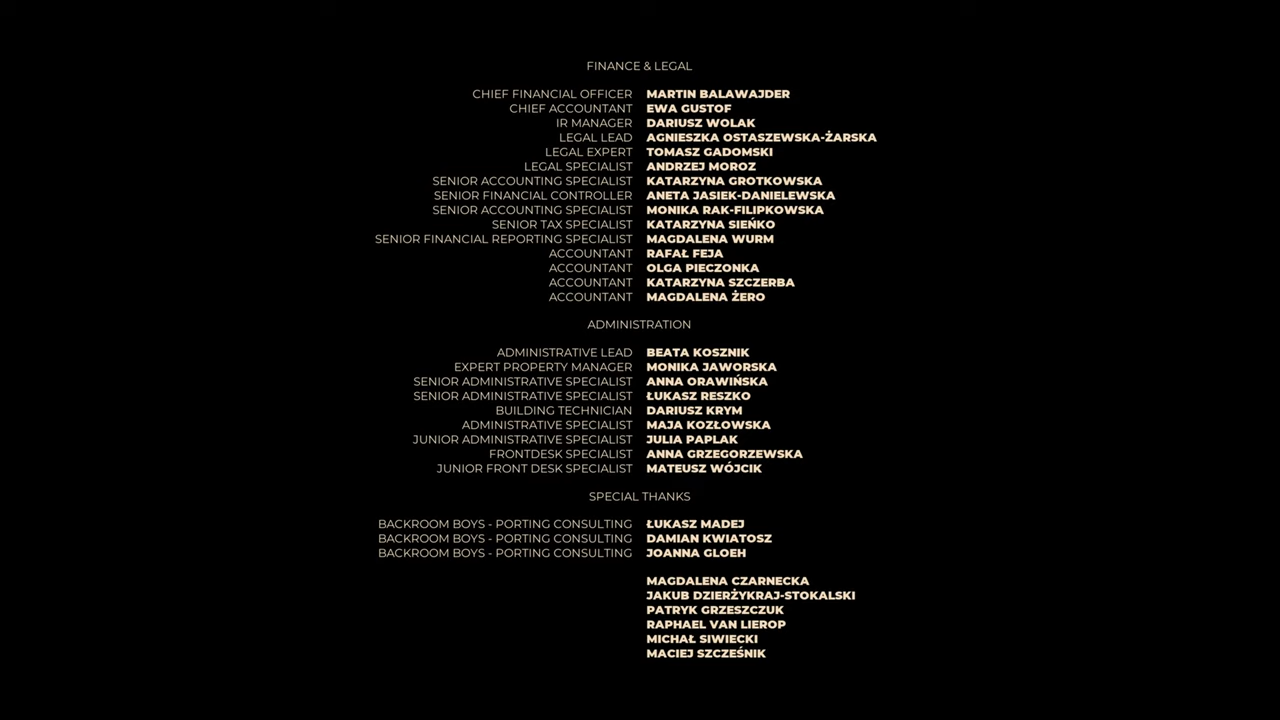 FINANCE & LEGAL
CHIEF FINANCIAL OFFICER MARTIN BALAWAJDER
CHIEF ACCOUNTANT EWA GUSTOF
IR MANAGER DARIUSZ WOLAK
LEGAL LEAD AGNIESZKA OSTASZEWSKA-ŻARSKA
LEGAL EXPERT TOMASZ GADOMSKI
LEGAL SPECIALIST ANDRZEJ MOROZ
SENIOR ACCOUNTING SPECIALIST KATARZYNA GROTKOWSKA
SENIOR FINANCIAL CONTROLLER ANETA JASIEK-DANIELEWSKA
SENIOR ACCOUNTING SPECIALIST MONIKA RAK-FILIPKOWSKA
SENIOR TAX SPECIALIST KATARZYNA SIEŃKO
SENIOR FINANCIAL REPORTING SPECIALIST MAGDALENA WURM
ACCOUNTANT RAFAŁ FEJA
ACCOUNTANT OLGA PIECZONKA
ACCOUNTANT KATARZYNA SZCZERBA
ACCOUNTANT MAGDALENA ŻERO
ADMINISTRATION
ADMINISTRATIVE LEAD BEATA KOSZNIK
EXPERT PROPERTY MANAGER MONIKA JAWORSKA
SENIOR ADMINISTRATIVE SPECIALIST ANNA ORAWIŃSKA
SENIOR ADMINISTRATIVE SPECIALIST ŁUKASZ RESZKO
BUILDING TECHNICIAN DARIUSZ KRYM
ADMINISTRATIVE SPECIALIST MAJA KOZŁOWSKA
JUNIOR ADMINISTRATIVE SPECIALIST JULIA PAPLAK
FRONTDESK SPECIALIST ANNA GRZEGORZEWSKA
JUNIOR FRONT DESK SPECIALIST MATEUSZ WÓJCIK
SPECIAL THANKS
BACKROOM BOYS - PORTING CONSULTING ŁUKASZ MADEJ
BACKROOM BOYS - PORTING CONSULTING DAMIAN KWIATOSZ
BACKROOM BOYS - PORTING CONSULTING JOANNA GLOEH
MAGDALENA CZARNECKA
JAKUB DZIERŻYKRAJ-STOKALSKI
PATRYK GRZESZCZUK
RAPHAEL VAN LIEROP
MICHAŁ SIWIECKI
MACIEJ SZCZEŚNIK